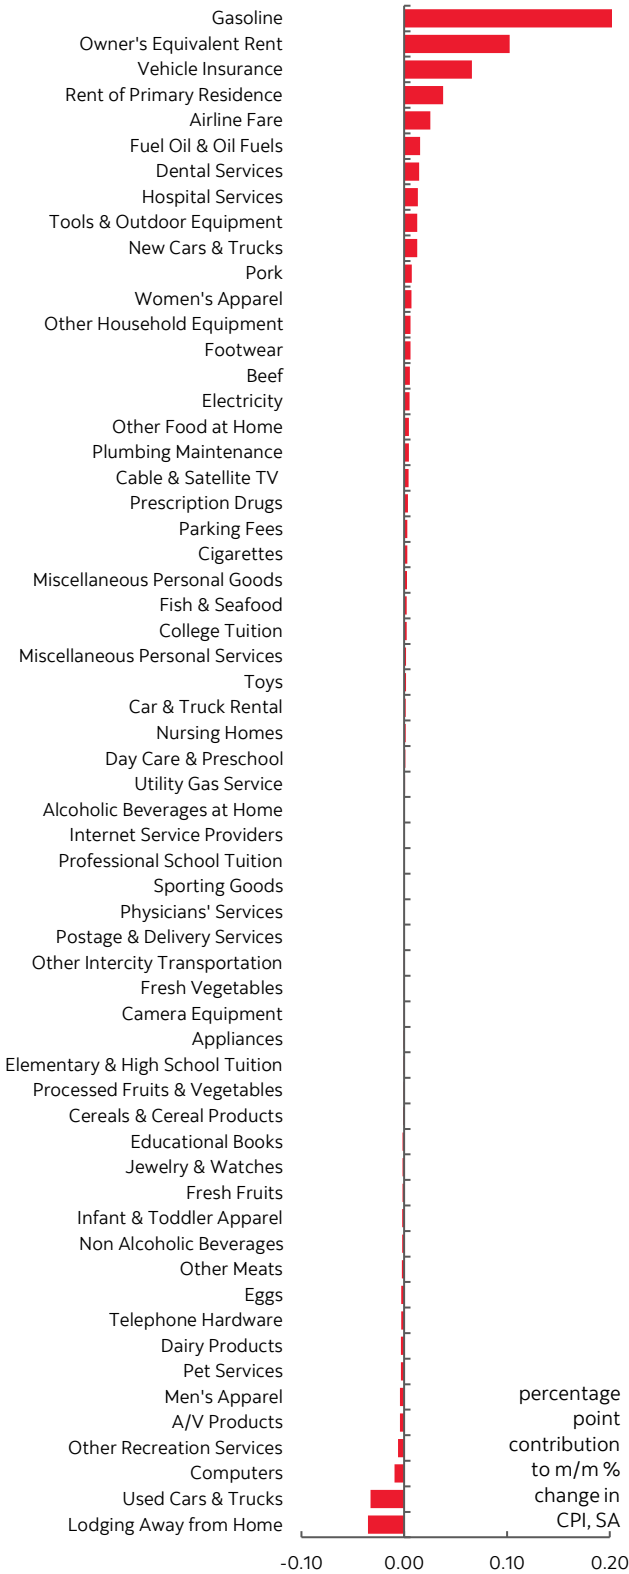 Gasoline
Owner's Equivalent Rent
Vehicle Insurance
Rent of Primary Residence
Airline Fare
Fuel Oil & Oil Fuels
Dental Services
Hospital Services
Tools & Outdoor Equipment
New Cars & Trucks
Pork
Women's Apparel
Other Household Equipment
Footwear
Beef
Electricity
Other Food at Home
Plumbing Maintenance
Cable & Satellite TV
Prescription Drugs
Parking Fees
Cigarettes
Miscellaneous Personal Goods
Fish & Seafood
College Tuition
Miscellaneous Personal Services
Toys
Car & Truck Rental
Nursing Homes
Day Care & Preschool
Utility Gas Service
Alcoholic Beverages at Home
Internet Service Providers
Professional School Tuition
Sporting Goods
Physicians' Services
Postage & Delivery Services
Other Intercity Transportation
Fresh Vegetables
Camera Equipment
Appliances
Elementary & High School Tuition
Processed Fruits & Vegetables
Cereals & Cereal Products
Educational Books
Jewelry & Watches
Fresh Fruits
Infant & Toddler Apparel
Non Alcoholic Beverages
Other Meats
Eggs
Telephone Hardware
Dairy Products
Pet Services
Men's Apparel
A/V Products
Other Recreation Services
Computers
Used Cars & Trucks
Lodging Away from Home
percentage
point
contribution
to m/m %
change in
CPI, SA
-0.10 0.00 0.10 0.20